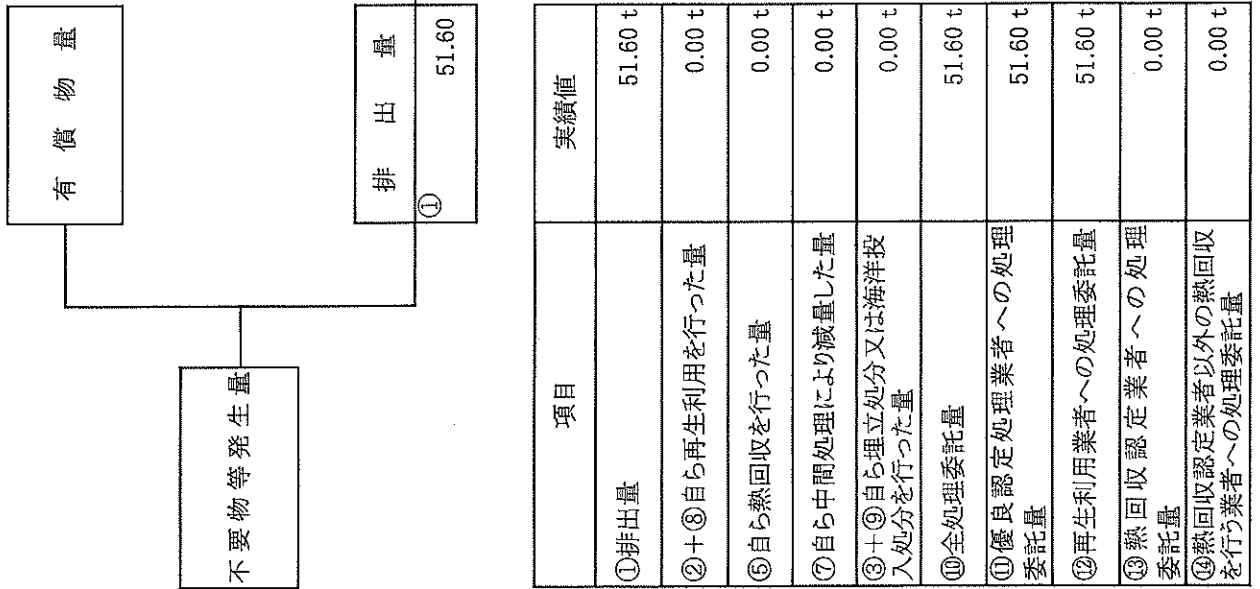 有償物量
不要物等発生量
排出量
① 51.60
項目 実績値
①排出量 51.60 t
②+⑧自ら再生利用を行った量 0.00 t
⑤自ら熱回収を行った量 0.00 t
⑦自ら中間処理により減量した量 0.00 t
③+⑨自ら埋立処分又は海洋投 0.00 t
入処分を行った量
⑩全処理委託量 51.60 t
⑪優良認定処理業者への処理 51.60 t
委託量
⑫再生利用業者への処理委託量 51.60 t
⑬熱回収認定業者への処理 0.00 t
委託量
⑭熱回収認定業者以外の熱回収 0.00 t
を行う業者への処理委託量